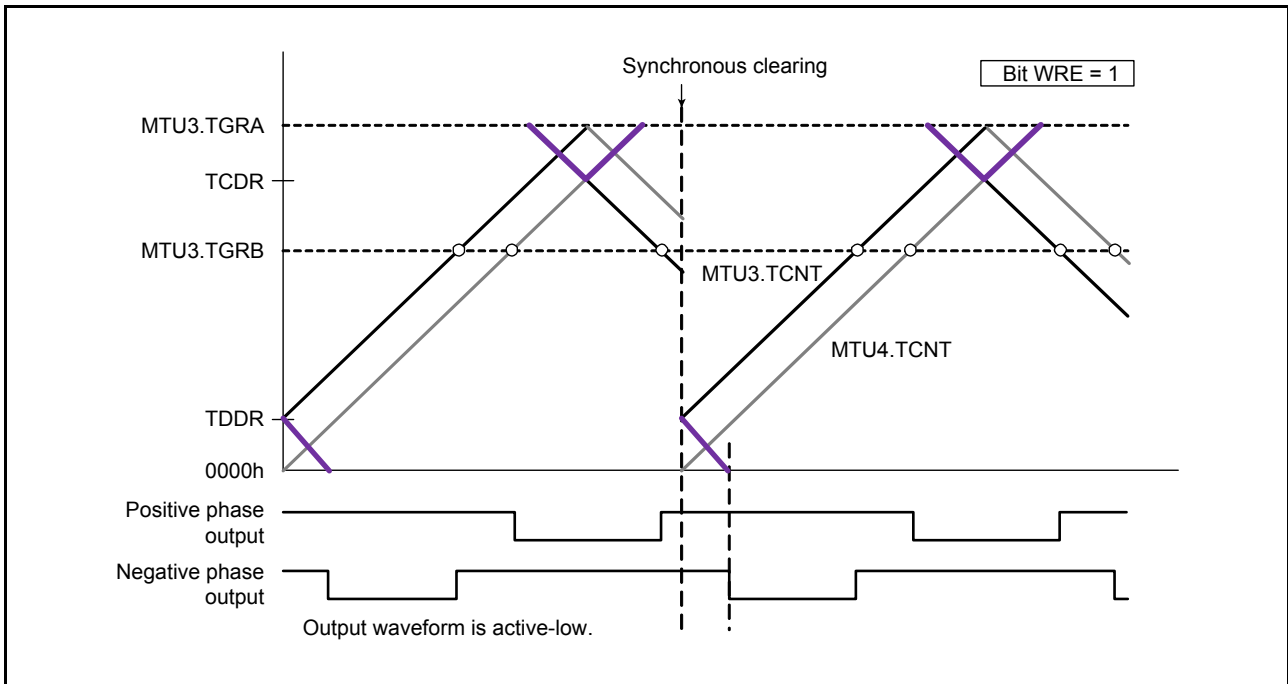 Synchronous clearing
Bit WRE = 1
MTU3.TGRA
TCDR
MTU3.TGRB
MTU3.TCNT
MTU4.TCNT
TDDR
0000h
Positive phase
output
Negative phase
output
Output waveform is active-low.